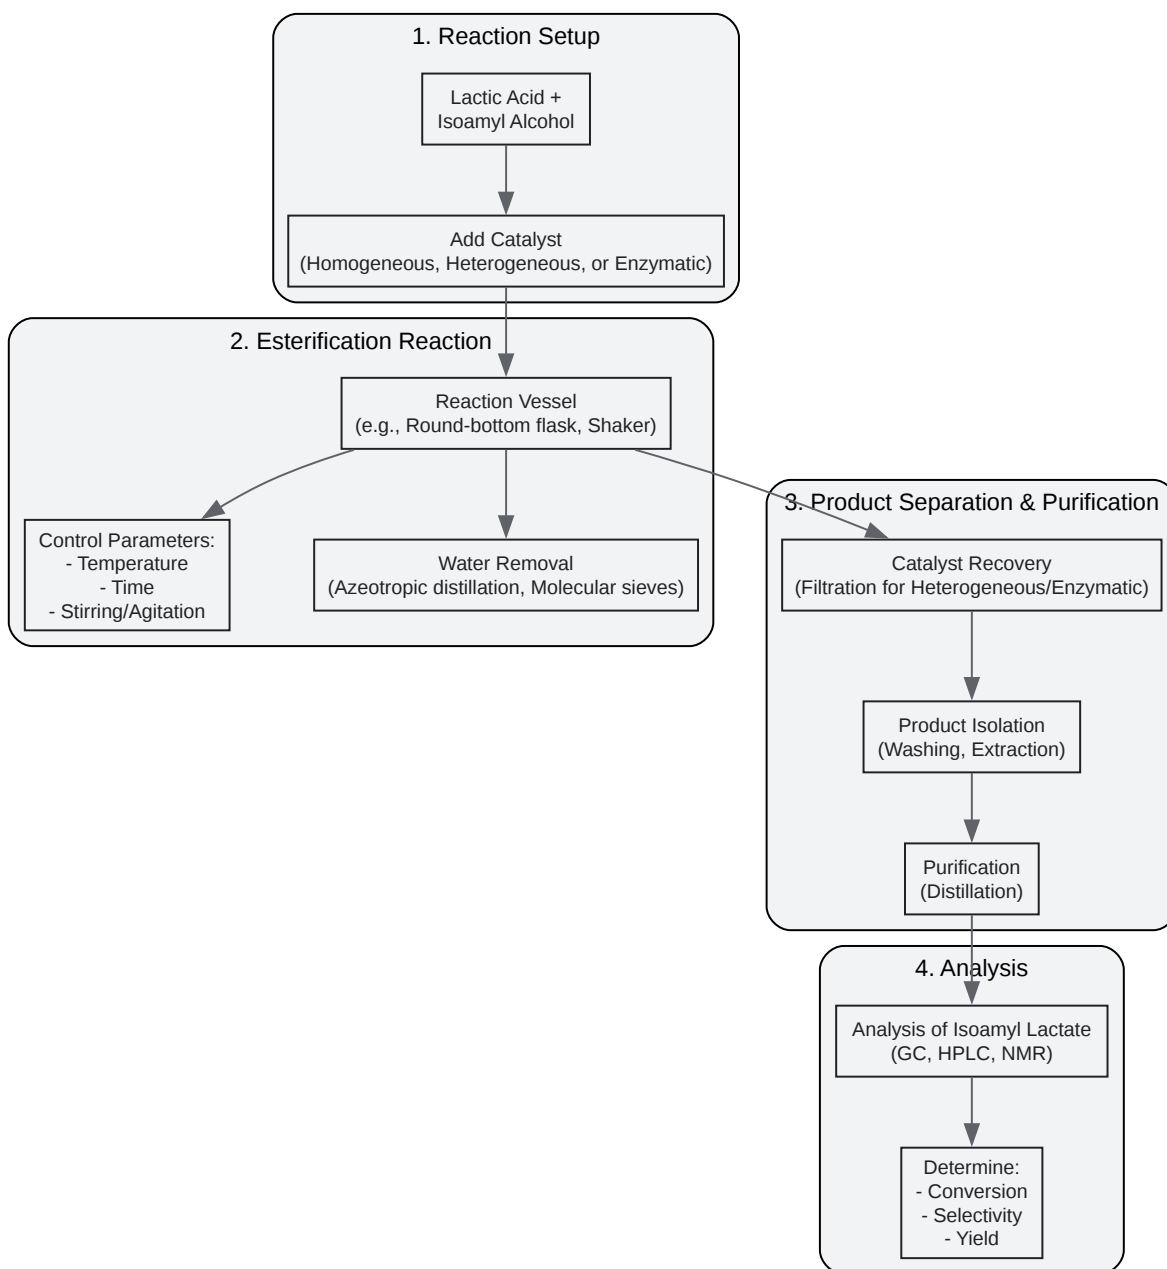 1. Reaction Setup
Lactic Acid +
Isoamyl Alcohol
Add Catalyst
(Homogeneous, Heterogeneous, or Enzymatic)
2. Esterification Reaction
Reaction Vessel
(e.g., Round-bottom flask, Shaker)
Control Parameters:
- Temperature
- Time
- Stirring/Agitation
Water Removal
(Azeotropic distillation, Molecular sieves)
3. Product Separation & Purification
Catalyst Recovery
(Filtration for Heterogeneous/Enzymatic)
Product Isolation
(Washing, Extraction)
Purification
(Distillation)
4. Analysis
Analysis of Isoamyl Lactate
(GC, HPLC, NMR)
Determine:
- Conversion
- Selectivity
- Yield